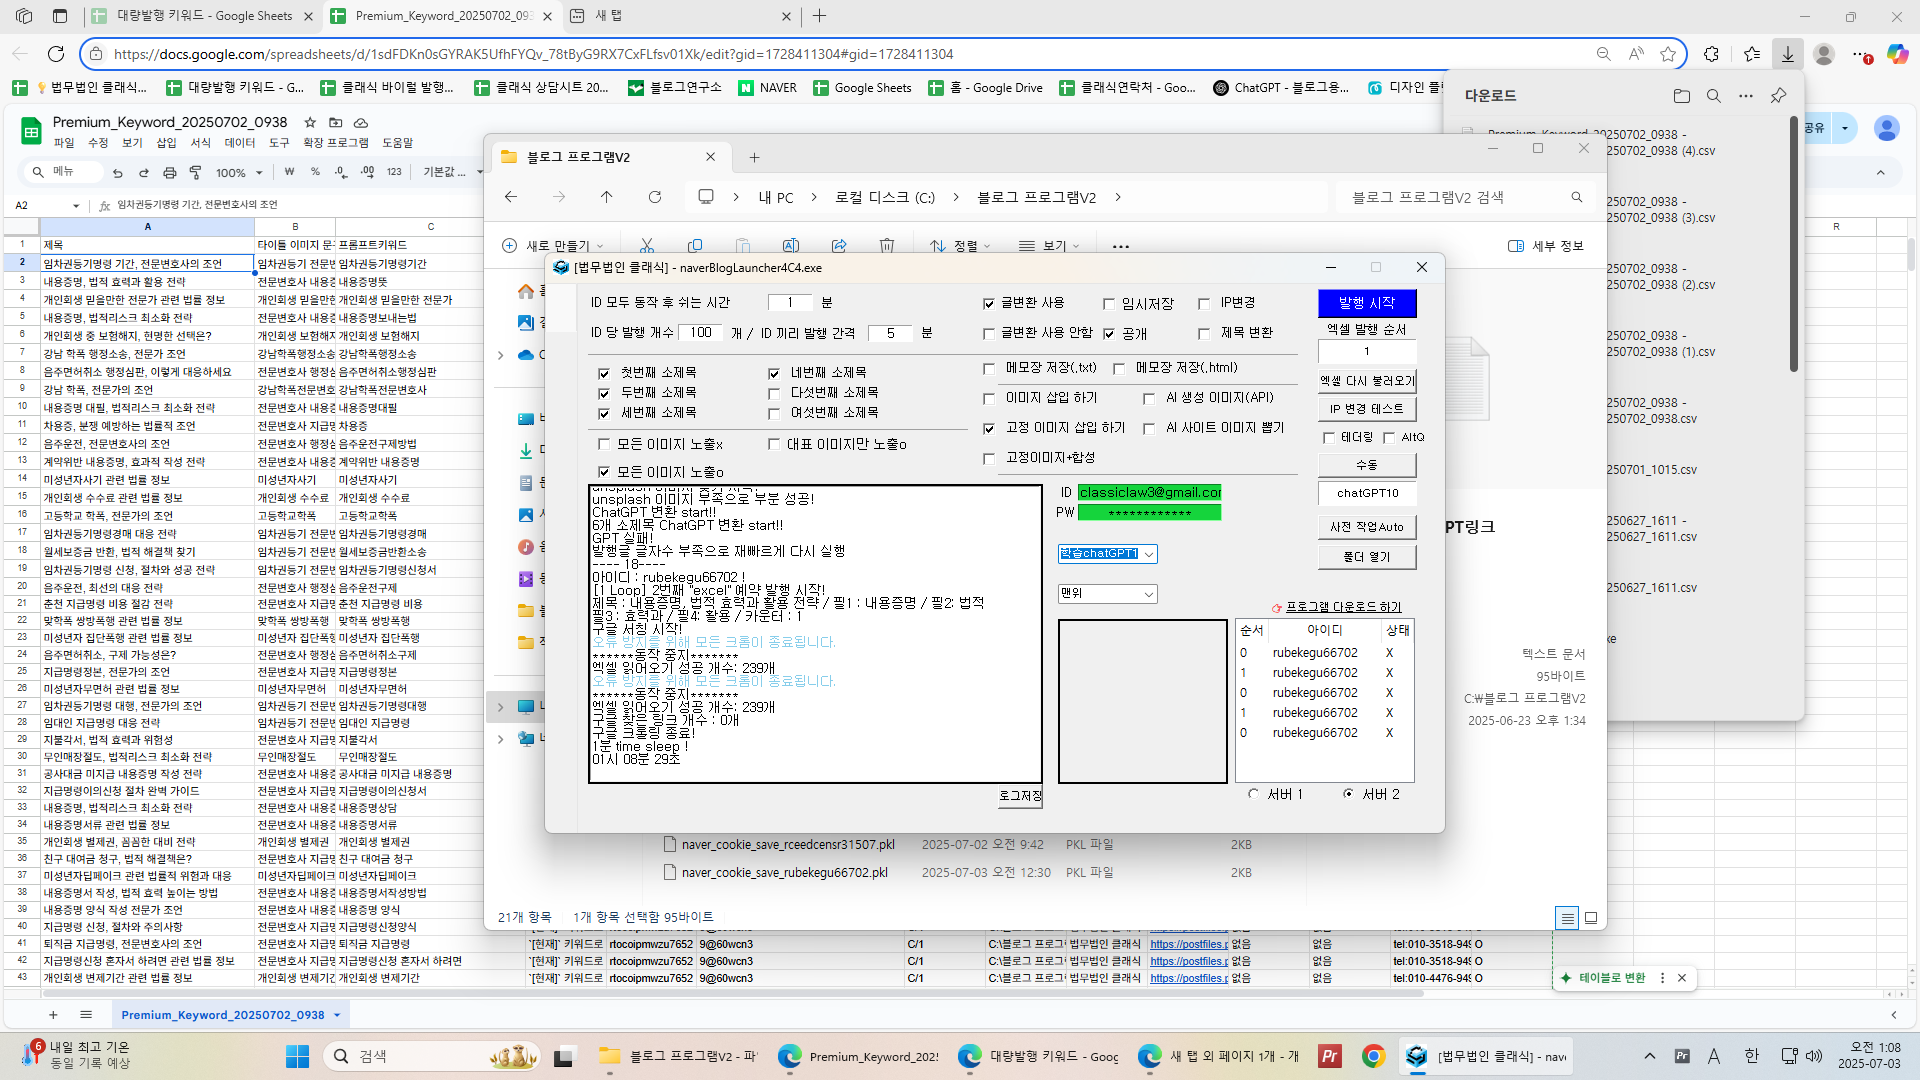 대량발행 키워드 - Google Sheets
Premium_Keyword_20250702_093
새 탭
https://docs.google.com/spreadsheets/d/1sdFDKn0sGYRAK5UfhFYQv_78tByG9RX7CxFLfsv01Xk/edit?gid=1728411304#gid=1728411304
법무법인 클래식...
대량발행 키워드 - G...
클래식 바이럴 발행...
클래식 상담시트 20...
블로그연구소
NAVER
Google Sheets
홈 - Google Drive
클래식연락처 - Goo...
ChatGPT - 블로그용...
디자인 플
Premium_Keyword_20250702_0938
파일 수정 보기 삽입 서식 데이터 도구 확장 프로그램 도움말
메뉴
100%
₩ % .0 .00 123 기본값 ...
공유
A2
임차권등기명령 기간, 전문변호사의 조언
A B C R
1 제목 타이틀 이미지 문 프롬프트키워드
2 임차권등기명령 기간, 전문변호사의 조언 임차권등기 전문변 임차권등기명령기간
3 내용증명, 법적 효과와 활용 전략 전문변호사 내용증 내용증명뜻
4 개인회생 믿을만한 전문가 관련 법률 정보 개인회생 믿을만한 개인회생 믿을만한 전문가
5 내용증명, 법적리스크 최소화 전략 전문변호사 내용증 내용증명보내는법
6 개인회생 중 보험해지, 현명한 선택은? 개인회생 보험해지 개인회생 보험해지
7 강남 학폭 행정소송, 전문가 조언 강남학폭행정소송 강남학폭행정소송
8 음주면허취소 행정심판, 이렇게 대응하세요 음주면허취소 행정 음주면허취소행정심판
9 강남 학폭, 전문가의 조언 강남학폭전문변호 강남학폭전문변호사
10 내용증명 대필, 법적리스크 최소화 전략 전문변호사 내용증 내용증명대필
11 차용증, 분쟁 예방하는 법률적 조언 전문변호사 지급명 차용증
12 음주운전, 전문변호사의 조언 전문변호사 행정심 음주운전구제방법
13 계약위반 내용증명, 효과적 작성 전략 전문변호사 내용증 계약위반 내용증명
14 미성년자사기 관련 법률 정보 미성년자사기 미성년자사기
15 개인회생 수수료 관련 법률 정보 개인회생 수수료 개인회생 수수료
16 고등학교 학폭, 전문가의 조언 고등학교학폭 고등학교학폭
17 임차권등기명령경매 대응 전략 임차권등기 전문변 임차권등기명령경매
18 월세보증금 반환, 법적 해결책 찾기 임차권등기 전문변 월세보증금반환소송
19 임차권등기명령 신청, 절차와 성공 전략 임차권등기 전문변 임차권등기명령신청서
20 음주운전, 최선의 대응 전략 전문변호사 행정심 음주운전구제
21 춘천 지급명령 비용 절감 전략 전문변호사 지급명 춘천 지급명령 비용
22 맞학폭 쌍방폭행 관련 법률 정보 맞학폭 쌍방폭행 맞학폭 쌍방폭행
23 미성년자 집단폭행 관련 법률 정보 미성년자 집단폭행 미성년자 집단폭행
24 음주면허취소, 구제 가능성은? 전문변호사 행정심 음주면허취소구제
25 지급명령정본, 전문가의 조언 전문변호사 지급명 지급명령정본
26 미성년자무면허 관련 법률 정보 미성년자무면허 미성년자무면허
27 임차권등기명령 대행, 전문가의 조언 임차권등기 전문변 임차권등기명령대행
28 임대인 지급명령 대응 전략 임차권등기 전문변 임대인 지급명령
29 지불각서, 법적 효력과 위험성 전문변호사 지급명 지불각서
30 무인매장절도, 법적리스크 최소화 전략 무인매장절도 무인매장절도
31 공사대금 미지급 내용증명 작성 전략 전문변호사 내용증 공사대금 미지급 내용증명
32 지급명령이의신청 절차 완벽 가이드 전문변호사 지급명 지급명령이의신청서
33 내용증명, 법적리스크 최소화 전략 전문변호사 내용증 내용증명상담
34 내용증명서류 관련 법률 정보 전문변호사 내용증 내용증명서류
35 개인회생 별제권, 꼼꼼한 대비 전략 개인회생 별제권 개인회생 별제권
36 친구 대여금 청구, 법적 해결책은? 전문변호사 지급명 친구 대여금 청구
37 미성년자딥페이크 관련 법률적 위험과 대응 미성년자딥페이크 미성년자딥페이크
38 내용증명서 작성, 법적 효력 높이는 방법 전문변호사 내용증 내용증명서작성방법
39 내용증명 양식 작성 전문가 조언 전문변호사 내용증 내용증명 양식
40 지급명령 신청, 절차와 주의사항 전문변호사 지급명 지급명령신청양식
41 퇴직금 지급명령, 전문변호사의 조언 전문변호사 지급명 퇴직금 지급명령 `[현재]` 키워드로 rtocoipmwzu7652 9@60wcn3 C/1 C:\블로그 프로그 법무법인 클래식 https://postfiles.p 없음 없음 tel:010-3518-949 O
42 지급명령신청 혼자서 하려면 관련 법률 정보 전문변호사 지급명 지급명령신청 혼자서 하려면 `[현재]` 키워드로 rtocoipmwzu7652 9@60wcn3 C/1 C:\블로그 프로그 법무법인 클래식 https://postfiles.p 없음 없음 tel:010-3518-949 O
43 개인회생 변제기간 관련 법률 정보 개인회생 변제기간 개인회생 변제기간 `[현재]` 키워드로 rtocoipmwzu7652 9@60wcn3 C/1 C:\블로그 프로그 법무법인 클래식 https://postfiles.p 없음 없음 tel:010-4476-949 O
테이블로 변환
Premium_Keyword_20250702_0938
다운로드
Premium_Keyword_20250702_0938 -
50702_0938 (4).csv
50702_0938 -
50702_0938 (3).csv
50702_0938 -
50702_0938 (2).csv
50702_0938 -
50702_0938 (1).csv
50702_0938 -
50702_0938.csv
50701_1015.csv
50627_1611 -
50627_1611.csv
50627_1611.csv
블로그 프로그램V2
내 PC
로컬 디스크 (C:)
블로그 프로그램V2
블로그 프로그램V2 검색
새로 만들기
정렬
보기
세부 정보
PT링크
텍스트 문서
95바이트
C:₩블로그 프로그램V2
2025-06-23 오후 1:34
naver_cookie_save_rceedcensr31507.pkl 2025-07-02 오전 9:42 PKL 파일 2KB
naver_cookie_save_rubekegu66702.pkl 2025-07-03 오전 12:30 PKL 파일 2KB
21개 항목 1개 항목 선택함 95바이트
[법무법인 클래식] - naverBlogLauncher4C4.exe
ID 모두 동작 후 쉬는 시간 1 분
ID 당 발행 개수 100 개 / ID 끼리 발행 간격 5 분
첫번째 소제목 네번째 소제목
두번째 소제목 다섯번째 소제목
세번째 소제목 여섯번째 소제목
모든 이미지 노출x 대표 이미지만 노출o
모든 이미지 노출o
글변환 사용 임시저장 IP변경
글변환 사용 안함 공개 제목 변환
메모장 저장(.txt) 메모장 저장(.html)
이미지 삽입 하기 AI 생성 이미지(API)
고정 이미지 삽입 하기 AI 사이트 이미지 뽑기
고정이미지+합성
발행 시작
엑셀 발행 순서
1
엑셀 다시 불러오기
IP 변경 테스트
테더링 AltQ
수동
chatGPT10
사전 작업Auto
폴더 열기
unsplash 이미지 부족으로 부분 성공!
ChatGPT 변환 start!!
6개 소제목 ChatGPT 변환 start!!
GPT 실패!
발행글 글자수 부족으로 재빠르게 다시 실행
---- 18----
아이디 : rubekegu66702 !
[1 Loop] 2번째 "excel" 예약 발행 시작!
제목 : 내용증명, 법적 효과와 활용 전략 / 필1 : 내용증명 / 필2: 법적
필3 : 효과와 / 필4: 활용 / 카운터 : 1
구글 서칭 시작!
오류 방지를 위해 모든 크롬이 종료됩니다.
******동작 중지*******
엑셀 읽어오기 성공 개수: 239개
오류 방지를 위해 모든 크롬이 종료됩니다.
******동작 중지*******
엑셀 읽어오기 성공 개수: 239개
구글 찾은 링크 개수 : 0개
구글 크롤링 종료!
1분 time sleep !
01시 08분 29초
로그저장
ID classiclaw3@gmail.cor
PW ************
학습chatGPT1
맨위
프로그램 다운로드 하기
순서 아이디 상태
0 rubekegu66702 X
1 rubekegu66702 X
0 rubekegu66702 X
1 rubekegu66702 X
0 rubekegu66702 X
서버 1 서버 2
6
내일 최고 기온
동일 기록 예상
검색
블로그 프로그램V2 - 파
Premium_Keyword_202
대량발행 키워드 - Goog
새 탭 외 페이지 1개 - 개
Pr
[법무법인 클래식] - nave
Pr
A
한
오전 1:08
2025-07-03